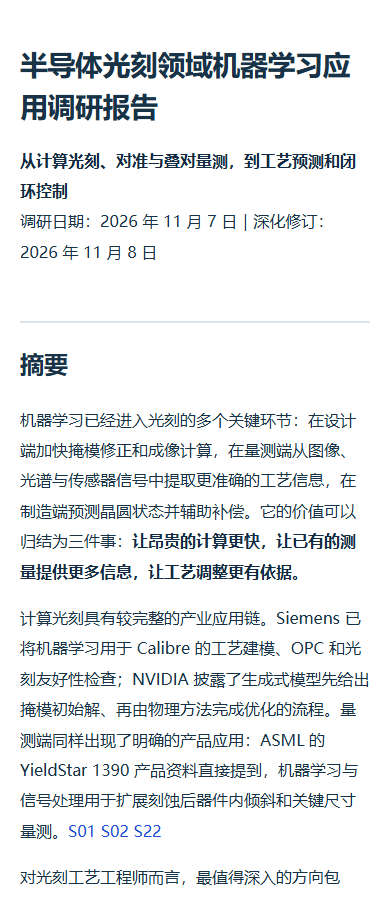 半导体光刻领域机器学习应
用调研报告
从计算光刻、对准与叠对量测，到工艺预测和闭
环控制
调研日期：2026 年 11 月 7 日 | 深化修订：
2026 年 11 月 8 日
摘要
机器学习已经进入光刻的多个关键环节：在设计
端加快掩模修正和成像计算，在量测端从图像、
光谱与传感器信号中提取更准确的工艺信息，在
制造端预测晶圆状态并辅助补偿。它的价值可以
归结为三件事：让昂贵的计算更快，让已有的测
量提供更多信息，让工艺调整更有依据。
计算光刻具有较完整的产业应用链。Siemens 已
将机器学习用于 Calibre 的工艺建模、OPC 和光
刻友好性检查；NVIDIA 披露了生成式模型先给出
掩模初始解、再由物理方法完成优化的流程。量
测端同样出现了明确的产品应用：ASML 的
YieldStar 1390 产品资料直接提到，机器学习与
信号处理用于扩展刻蚀后器件内倾斜和关键尺寸
量测。S01 S02 S22
对光刻工艺工程师而言，最值得深入的方向包